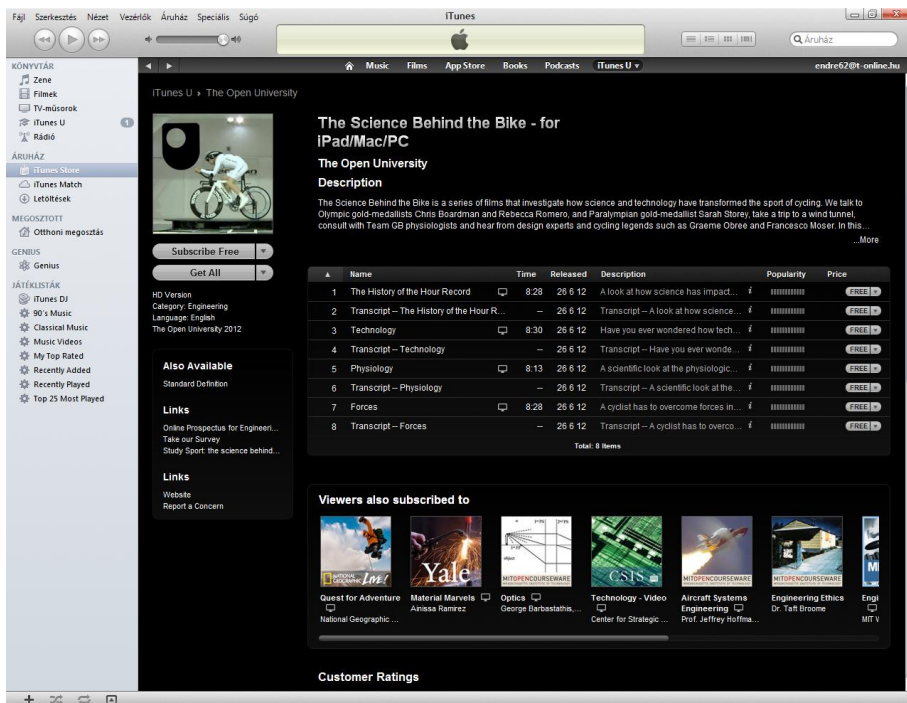 iTunes
Fájl Szerkesztés Nézet Vezérlők Áruház Speciális Súgó
Áruház
KÖNYVTÁR
Zene
Filmek
TV-műsorok
iTunes U 1
Rádió
ÁRUHÁZ
iTunes Store
iTunes Match
Letöltések
MEGOSZTOTT
Otthoni megosztás
GENIUS
Genius
JÁTÉKLISTÁK
iTunes DJ
90's Music
Classical Music
Music Videos
My Top Rated
Recently Added
Recently Played
Top 25 Most Played
Music Films App Store Books Podcasts iTunes U endre62@t-online.hu
iTunes U › The Open University
Subscribe Free
Get All
HD Version
Category: Engineering
Language: English
The Open University 2012
Also Available
Standard Definition
Links
Online Prospectus for Engineeri...
Take our Survey
Study Sport: the science behind...
Links
Website
Report a Concern
The Science Behind the Bike - for
iPad/Mac/PC
The Open University
Description
The Science Behind the Bike is a series of films that investigate how science and technology have transformed the sport of cycling. We talk to
Olympic gold-medallists Chris Boardman and Rebecca Romero, and Paralympian gold-medallist Sarah Storey, take a trip to a wind tunnel,
consult with Team GB physiologists and hear from design experts and cycling legends such as Graeme Obree and Francesco Moser. In this...
...More
Name Time Released Description Popularity Price
1 The History of the Hour Record 8:28 26 6 12 A look at how science has impact... i FREE
2 Transcript -- The History of the Hour R... -- 26 6 12 Transcript -- A look at how science... i FREE
3 Technology 8:30 26 6 12 Have you ever wondered how tech... i FREE
4 Transcript -- Technology -- 26 6 12 Transcript -- Have you ever wonde... i FREE
5 Physiology 8:13 26 6 12 A scientific look at the physiologic... i FREE
6 Transcript -- Physiology -- 26 6 12 Transcript -- A scientific look at the... i FREE
7 Forces 8:28 26 6 12 A cyclist has to overcome forces in... i FREE
8 Transcript -- Forces -- 26 6 12 Transcript -- A cyclist has to overco... i FREE
Total: 8 Items
Viewers also subscribed to
NATIONAL GEOGRAPHIC LIVE!
Yale
MITOPENCOURSEWARE
CSIS
MITOPENCOURSEWARE
MITOPENCOURSEWARE
Quest for Adventure
National Geographic ...
Material Marvels
Ainissa Ramirez
Optics
George Barbastathis,...
Technology - Video
Center for Strategic ...
Aircraft Systems
Engineering
Prof. Jeffrey Hoffma...
Engineering Ethics
Dr. Taft Broome
Engi
MIT
Customer Ratings